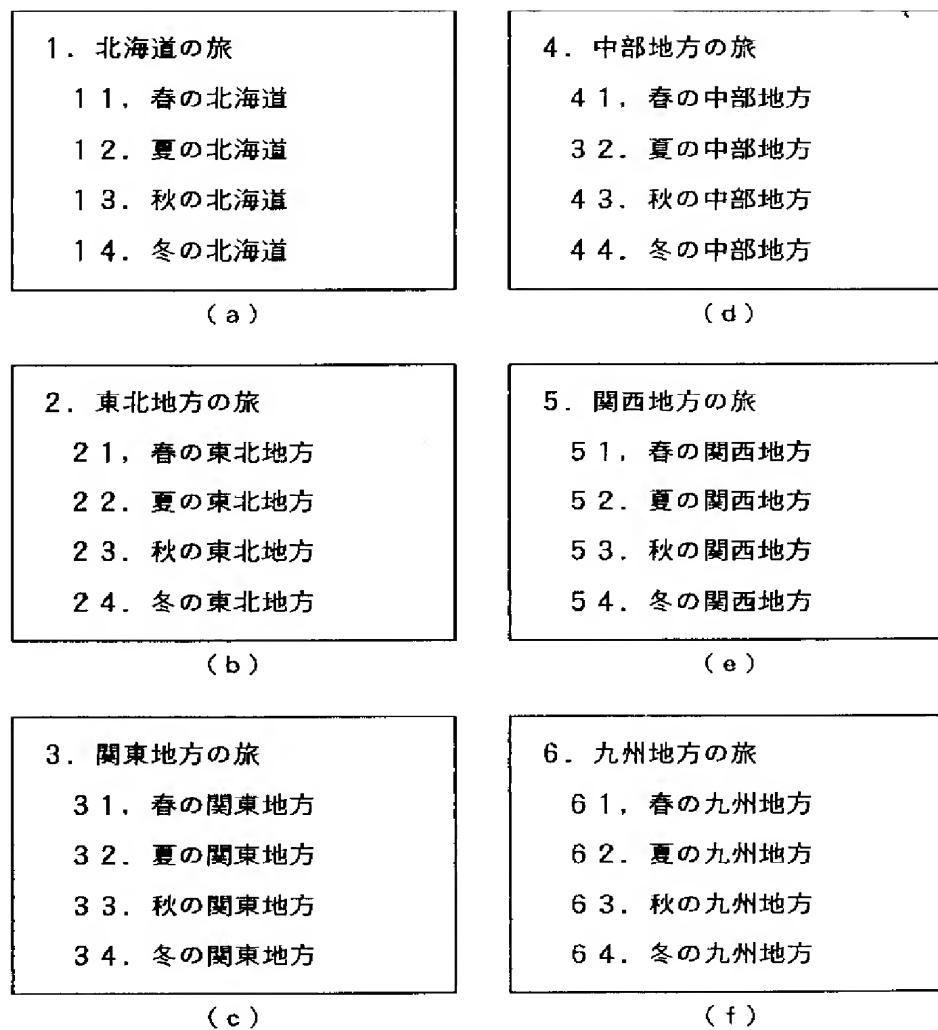 1. 北海道の旅
11, 春の北海道
12. 夏の北海道
13. 秋の北海道
14. 冬の北海道
(a)
2. 東北地方の旅
21, 春の東北地方
22. 夏の東北地方
23. 秋の東北地方
24. 冬の東北地方
(b)
3. 関東地方の旅
31, 春の関東地方
32. 夏の関東地方
33. 秋の関東地方
34. 冬の関東地方
(c)
4. 中部地方の旅
41, 春の中部地方
32. 夏の中部地方
43. 秋の中部地方
44. 冬の中部地方
(d)
5. 関西地方の旅
51, 春の関西地方
52. 夏の関西地方
53. 秋の関西地方
54. 冬の関西地方
(e)
6. 九州地方の旅
61, 春の九州地方
62. 夏の九州地方
63. 秋の九州地方
64. 冬の九州地方
(f)